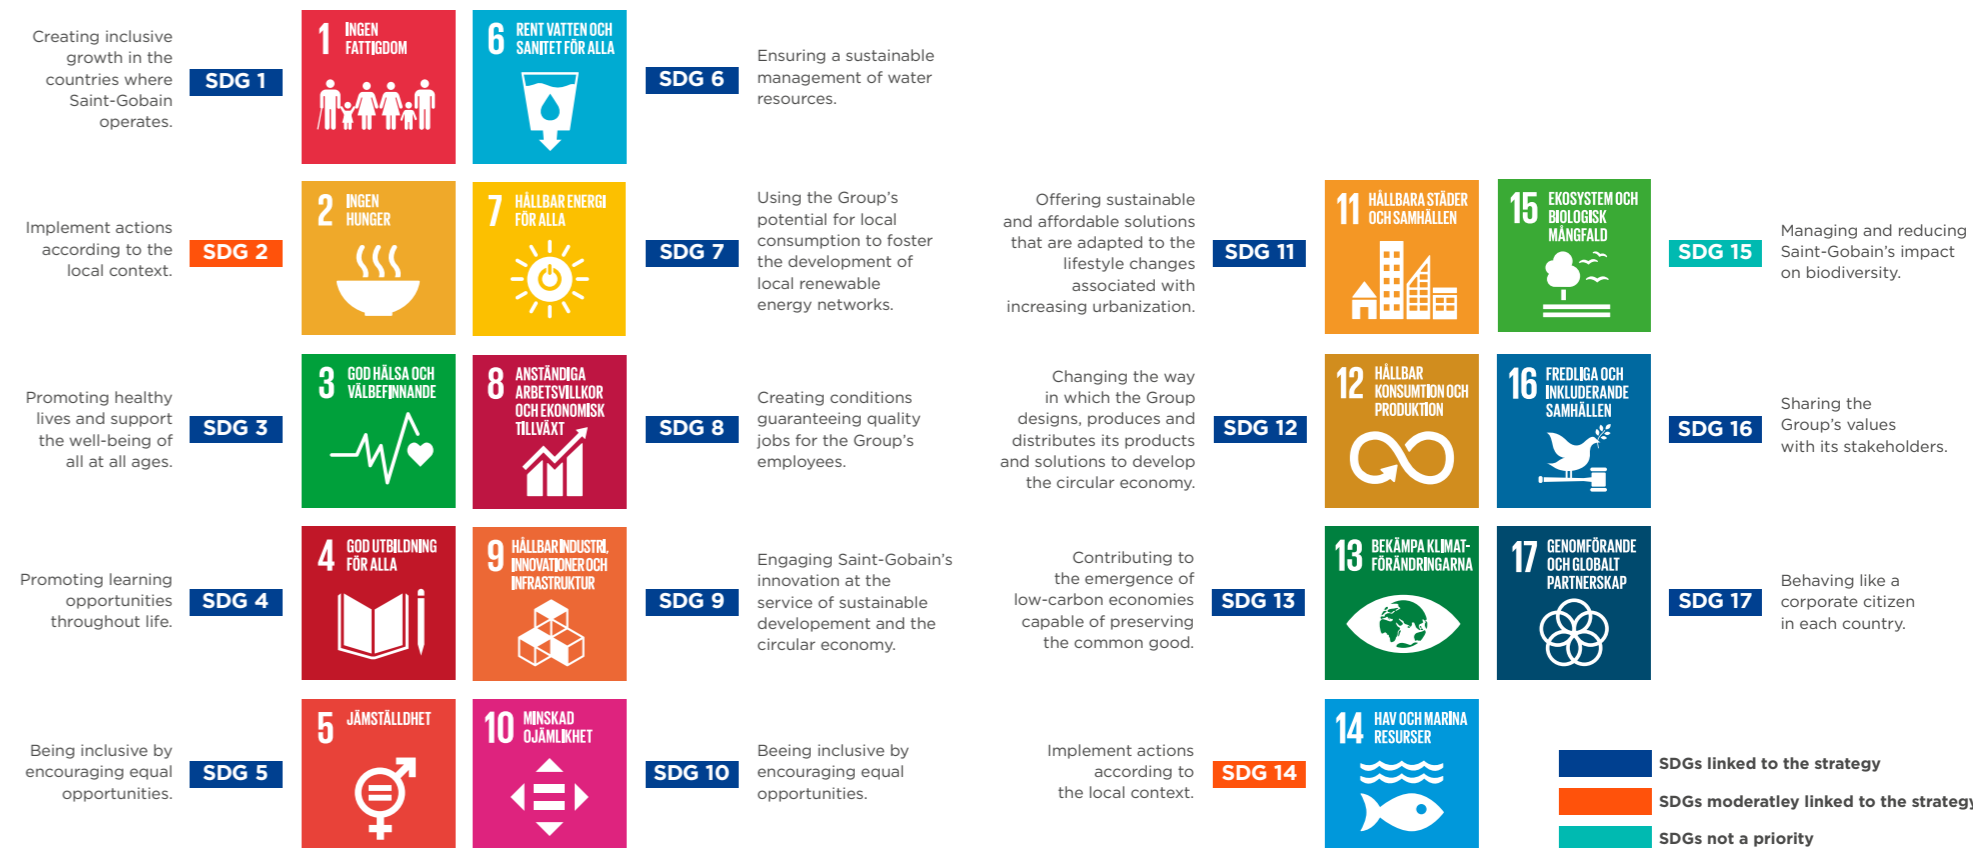 Creating inclusive
growth in the
countries where
Saint-Gobain
operates.
SDG 1
1 INGEN
FATTIGDOM
6 RENT VATTEN OCH
SANITET FÖR ALLA
SDG 6
Ensuring a sustainable
management of water
resources.
Implement actions
according to the
local context.
SDG 2
2 INGEN
HUNGER
7 HÅLLBAR ENERGI
FÖR ALLA
SDG 7
Using the Group's
potential for local
consumption to foster
the development of
local renewable
energy networks.
Promoting healthy
lives and support
the well-being of
all at all ages.
SDG 3
3 GOD HÄLSA OCH
VÄLBEFINNANDE
8 ANSTÄNDIGA
ARBETSVILLKOR
OCH EKONOMISK
TILLVÄXT
SDG 8
Creating conditions
guaranteeing quality
jobs for the Group's
employees.
Promoting learning
opportunities
throughout life.
SDG 4
4 GOD UTBILDNING
FÖR ALLA
9 HÅLLBAR INDUSTRI,
INNOVATIONER OCH
INFRASTRUKTUR
SDG 9
Engaging Saint-Gobain's
innovation at the
service of sustainable
developement and the
circular economy.
Being inclusive by
encouraging equal
opportunities.
SDG 5
5 JÄMSTÄLLDHET
10 MINSKAD
OJÄMLIKHET
SDG 10
Beeing inclusive by
encouraging equal
opportunities.
Offering sustainable
and affordable solutions
that are adapted to the
lifestyle changes
associated with
increasing urbanization.
SDG 11
11 HÅLLBARA STÄDER
OCH SAMHÄLLEN
15 EKOSYSTEM OCH
BIOLOGISK
MÅNGFALD
SDG 15
Managing and reducing
Saint-Gobain's impact
on biodiversity.
Changing the way
in which the Group
designs, produces and
distributes its products
and solutions to develop
the circular economy.
SDG 12
12 HÅLLBAR
KONSUMTION OCH
PRODUKTION
16 FREDLIGA OCH
INKLUDERANDE
SAMHÄLLEN
SDG 16
Sharing the
Group's values
with its stakeholders.
Contributing to
the emergence of
low-carbon economies
capable of preserving
the common good.
SDG 13
13 BEKÄMPA KLIMAT-
FÖRÄNDRINGARNA
17 GENOMFÖRANDE
OCH GLOBALT
PARTNERSKAP
SDG 17
Behaving like a
corporate citizen
in each country.
Implement actions
according to
the local context.
SDG 14
14 HAV OCH MARINA
RESURSER
SDGs linked to the strategy
SDGs moderatley linked to the strategy
SDGs not a priority